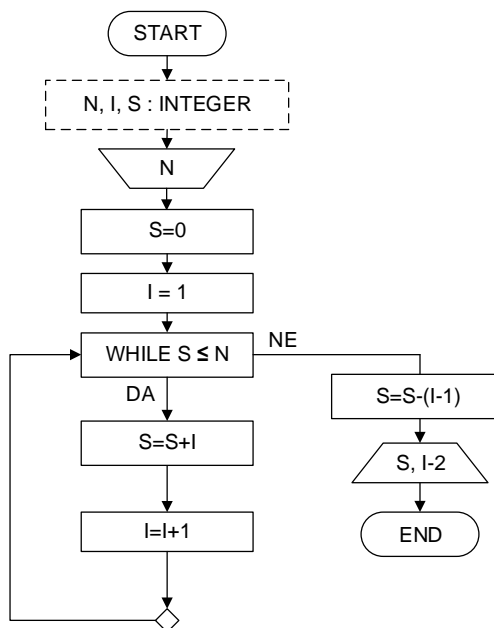 START
N, I, S : INTEGER
N
S=0
I = 1
WHILE S ≤ N
NE
DA
S=S+I
I=I+1
S=S-(I-1)
S, I-2
END